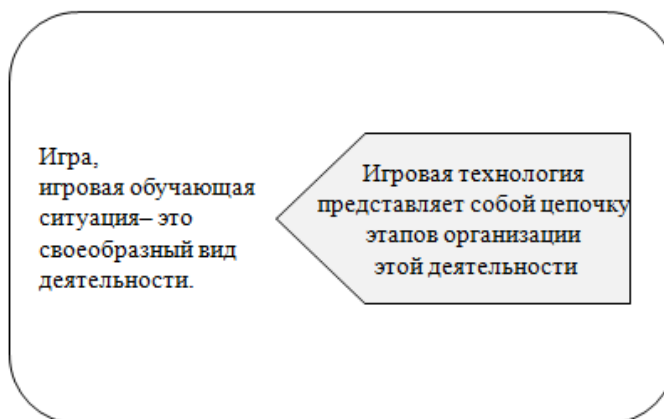 Игра,
игровая обучающая
ситуация– это
своеобразный вид
деятельности.
Игровая технология
представляет собой цепочку
этапов организации
этой деятельности